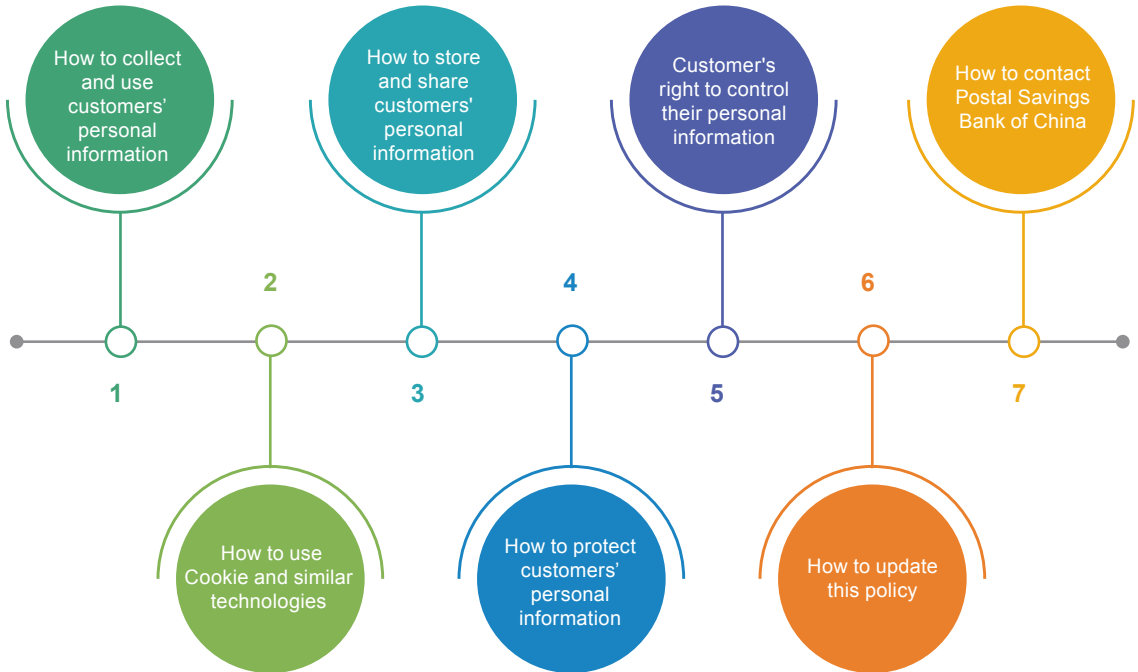 How to collect
and use
customers’
personal
information
1
2
How to use
Cookie and similar
technologies
How to store
and share
customers'
personal
information
3
4
How to protect
customers’
personal
information
Customer's
right to control
their personal
information
5
6
How to update
this policy
How to contact
Postal Savings
Bank of China
7